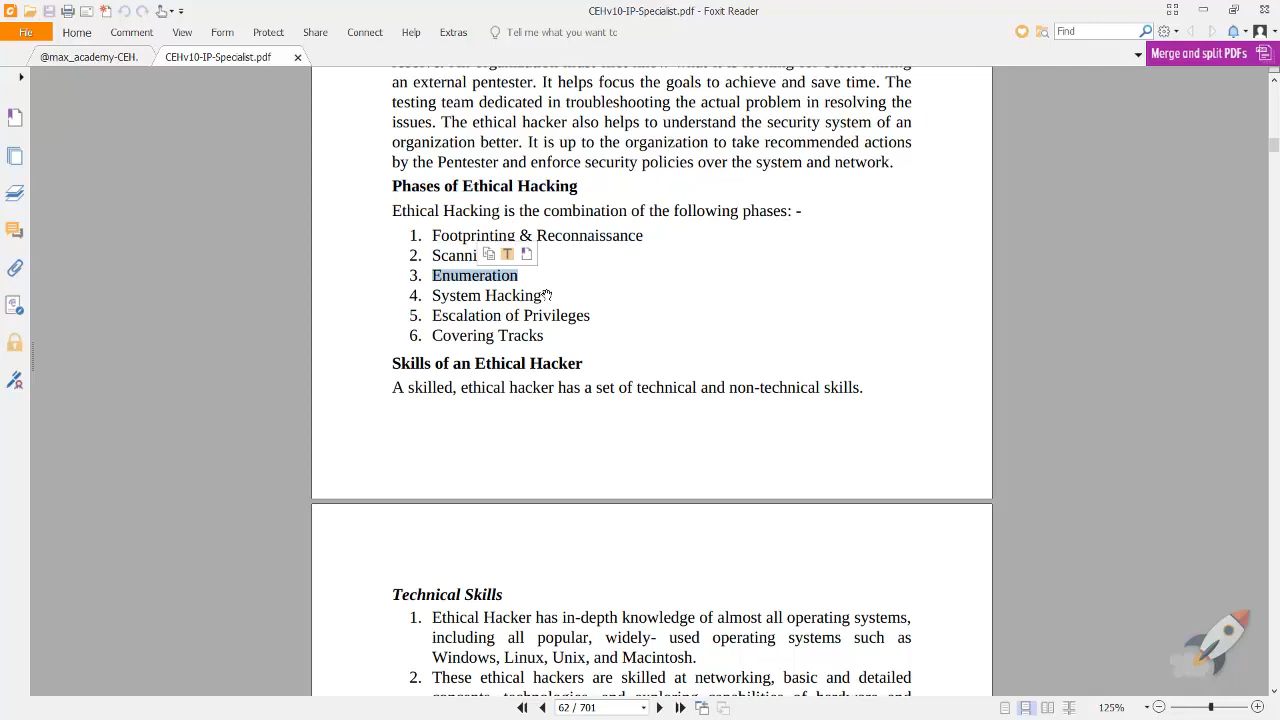 CEHv10-IP-Specialist.pdf - Foxit Reader
File Home Comment View Form Protect Share Connect Help Extras Tell me what you want to Find
@max_academy-CEH. CEHv10-IP-Specialist.pdf Merge and split PDFs
an external pentester. It helps focus the goals to achieve and save time. The
testing team dedicated in troubleshooting the actual problem in resolving the
issues. The ethical hacker also helps to understand the security system of an
organization better. It is up to the organization to take recommended actions
by the Pentester and enforce security policies over the system and network.
Phases of Ethical Hacking
Ethical Hacking is the combination of the following phases: -
1. Footprinting & Reconnaissance
2. Scanni
3. Enumeration
4. System Hacking
5. Escalation of Privileges
6. Covering Tracks
Skills of an Ethical Hacker
A skilled, ethical hacker has a set of technical and non-technical skills.
Technical Skills
1. Ethical Hacker has in-depth knowledge of almost all operating systems,
including all popular, widely- used operating systems such as
Windows, Linux, Unix, and Macintosh.
2. These ethical hackers are skilled at networking, basic and detailed
62 / 701 125%